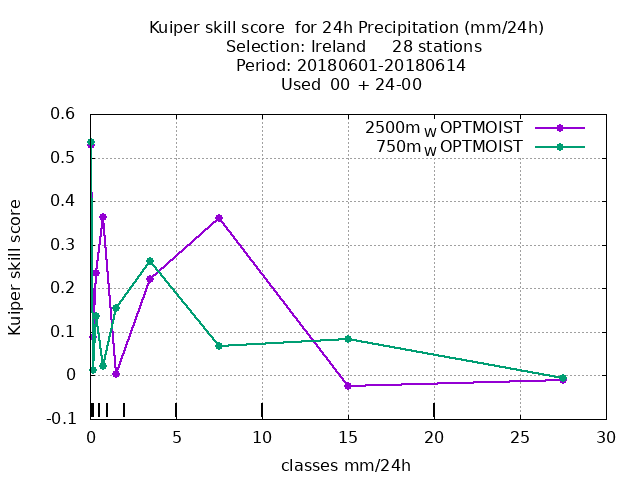 Kuiper skill score for 24h Precipitation (mm/24h)
Selection: Ireland 28 stations
Period: 20180601-20180614
Used 00 + 24-00
2500m W OPTMOIST
750m W OPTMOIST
Kuiper skill score
0.6
0.5
0.4
0.3
0.2
0.1
0
-0.1
0 5 10 15 20 25 30
classes mm/24h